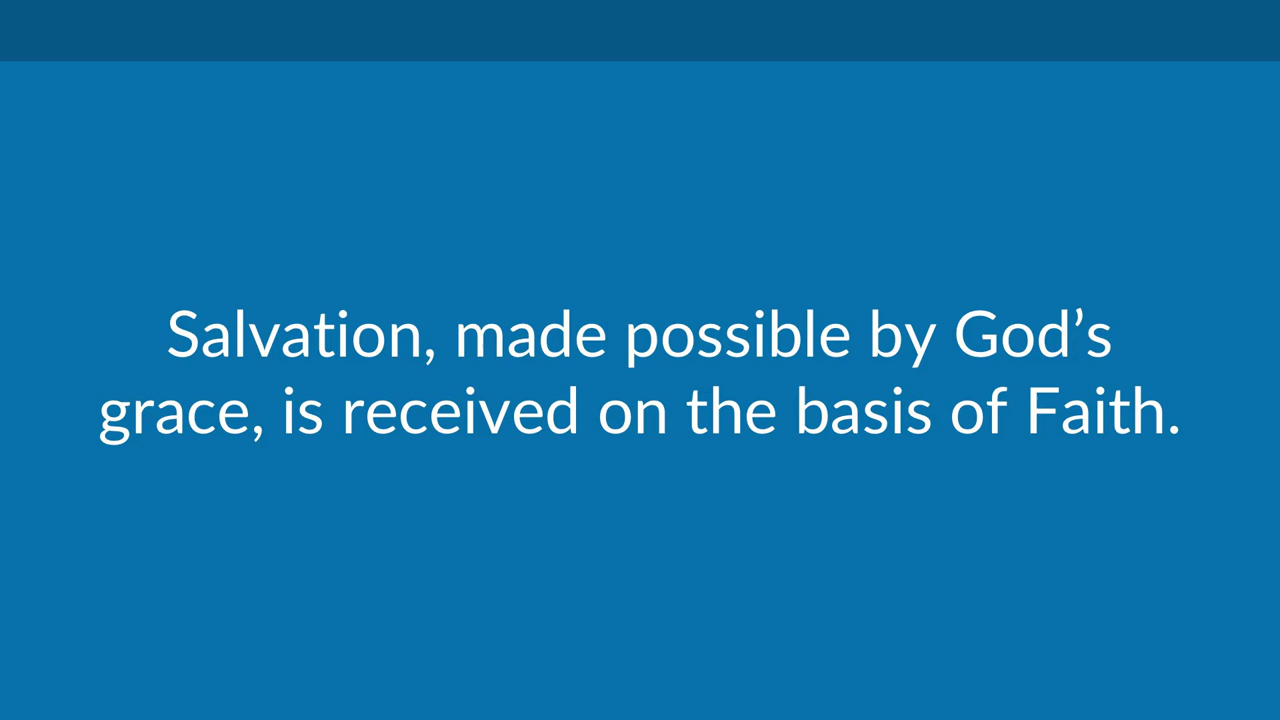 Salvation, made possible by God’s
grace, is received on the basis of Faith.